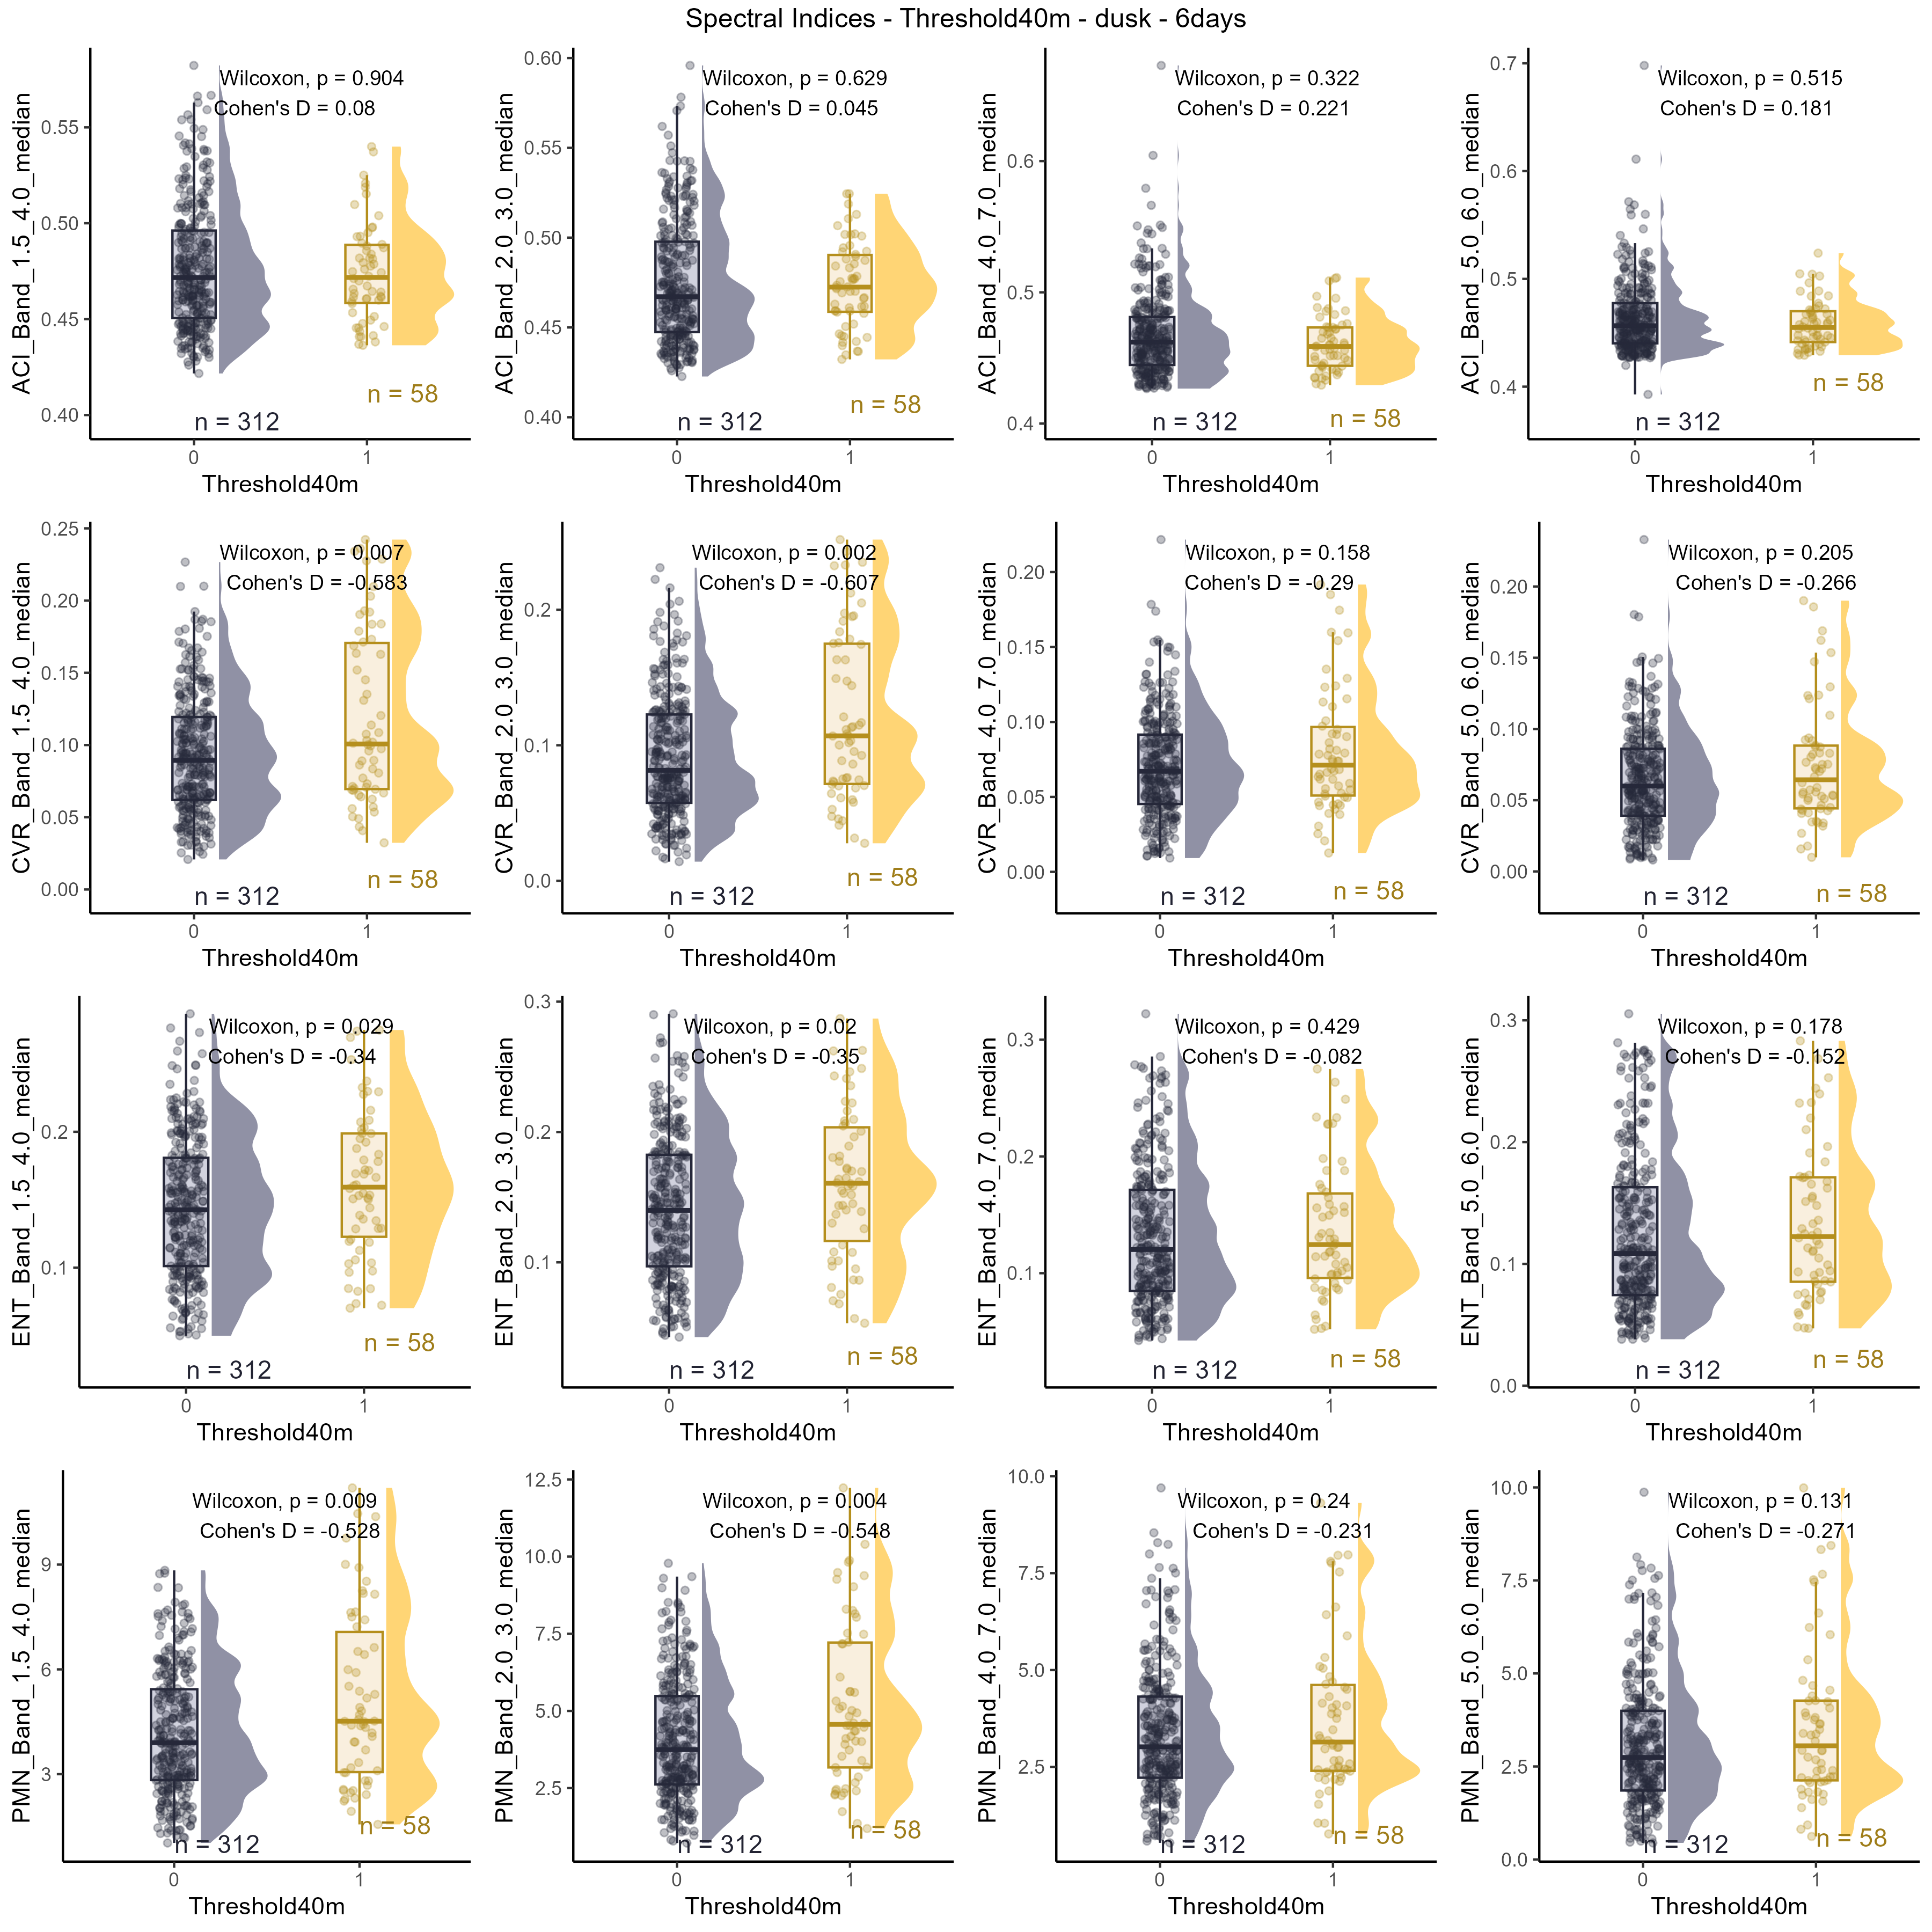 Spectral Indices - Threshold40m - dusk - 6days
ACI_Band_1.5_4.0_median
Wilcoxon, p = 0.904
Cohen's D = 0.08
0.55
0.50
0.45
0.40
n = 312
n = 58
0 1
Threshold40m
ACI_Band_2.0_3.0_median
Wilcoxon, p = 0.629
Cohen's D = 0.045
0.60
0.55
0.50
0.45
0.40
n = 312
n = 58
0 1
Threshold40m
ACI_Band_4.0_7.0_median
Wilcoxon, p = 0.322
Cohen's D = 0.221
0.6
0.5
0.4
n = 312
n = 58
0 1
Threshold40m
ACI_Band_5.0_6.0_median
Wilcoxon, p = 0.515
Cohen's D = 0.181
0.7
0.6
0.5
0.4
n = 312
n = 58
0 1
Threshold40m
CVR_Band_1.5_4.0_median
Wilcoxon, p = 0.007
Cohen's D = -0.583
0.25
0.20
0.15
0.10
0.05
0.00
n = 312
n = 58
0 1
Threshold40m
CVR_Band_2.0_3.0_median
Wilcoxon, p = 0.002
Cohen's D = -0.607
0.2
0.1
0.0
n = 312
n = 58
0 1
Threshold40m
CVR_Band_4.0_7.0_median
Wilcoxon, p = 0.158
Cohen's D = -0.29
0.20
0.15
0.10
0.05
0.00
n = 312
n = 58
0 1
Threshold40m
CVR_Band_5.0_6.0_median
Wilcoxon, p = 0.205
Cohen's D = -0.266
0.20
0.15
0.10
0.05
0.00
n = 312
n = 58
0 1
Threshold40m
ENT_Band_1.5_4.0_median
Wilcoxon, p = 0.029
Cohen's D = -0.34
0.2
0.1
n = 312
n = 58
0 1
Threshold40m
ENT_Band_2.0_3.0_median
Wilcoxon, p = 0.02
Cohen's D = -0.35
0.3
0.2
0.1
n = 312
n = 58
0 1
Threshold40m
ENT_Band_4.0_7.0_median
Wilcoxon, p = 0.429
Cohen's D = -0.082
0.3
0.2
0.1
n = 312
n = 58
0 1
Threshold40m
ENT_Band_5.0_6.0_median
Wilcoxon, p = 0.178
Cohen's D = -0.152
0.3
0.2
0.1
0.0
n = 312
n = 58
0 1
Threshold40m
PMN_Band_1.5_4.0_median
Wilcoxon, p = 0.009
Cohen's D = -0.528
9
6
3
n = 312
n = 58
0 1
Threshold40m
PMN_Band_2.0_3.0_median
Wilcoxon, p = 0.004
Cohen's D = -0.548
12.5
10.0
7.5
5.0
2.5
n = 312
n = 58
0 1
Threshold40m
PMN_Band_4.0_7.0_median
Wilcoxon, p = 0.24
Cohen's D = -0.231
10.0
7.5
5.0
2.5
n = 312
n = 58
0 1
Threshold40m
PMN_Band_5.0_6.0_median
Wilcoxon, p = 0.131
Cohen's D = -0.271
10.0
7.5
5.0
2.5
0.0
n = 312
n = 58
0 1
Threshold40m